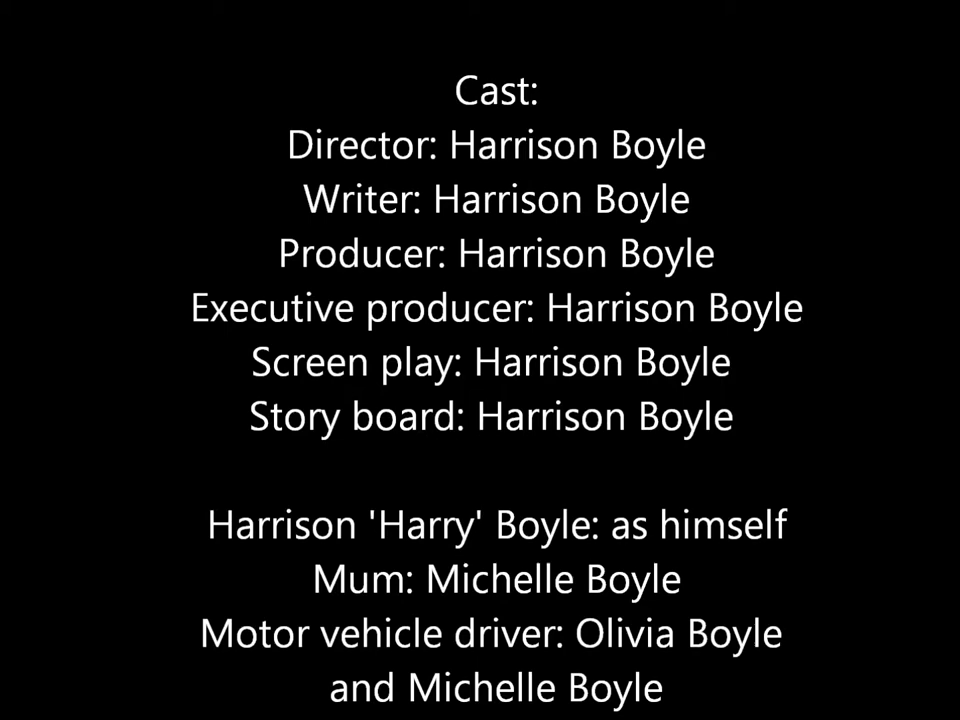 Cast:
Director: Harrison Boyle
Writer: Harrison Boyle
Producer: Harrison Boyle
Executive producer: Harrison Boyle
Screen play: Harrison Boyle
Story board: Harrison Boyle
Harrison 'Harry' Boyle: as himself
Mum: Michelle Boyle
Motor vehicle driver: Olivia Boyle
and Michelle Boyle